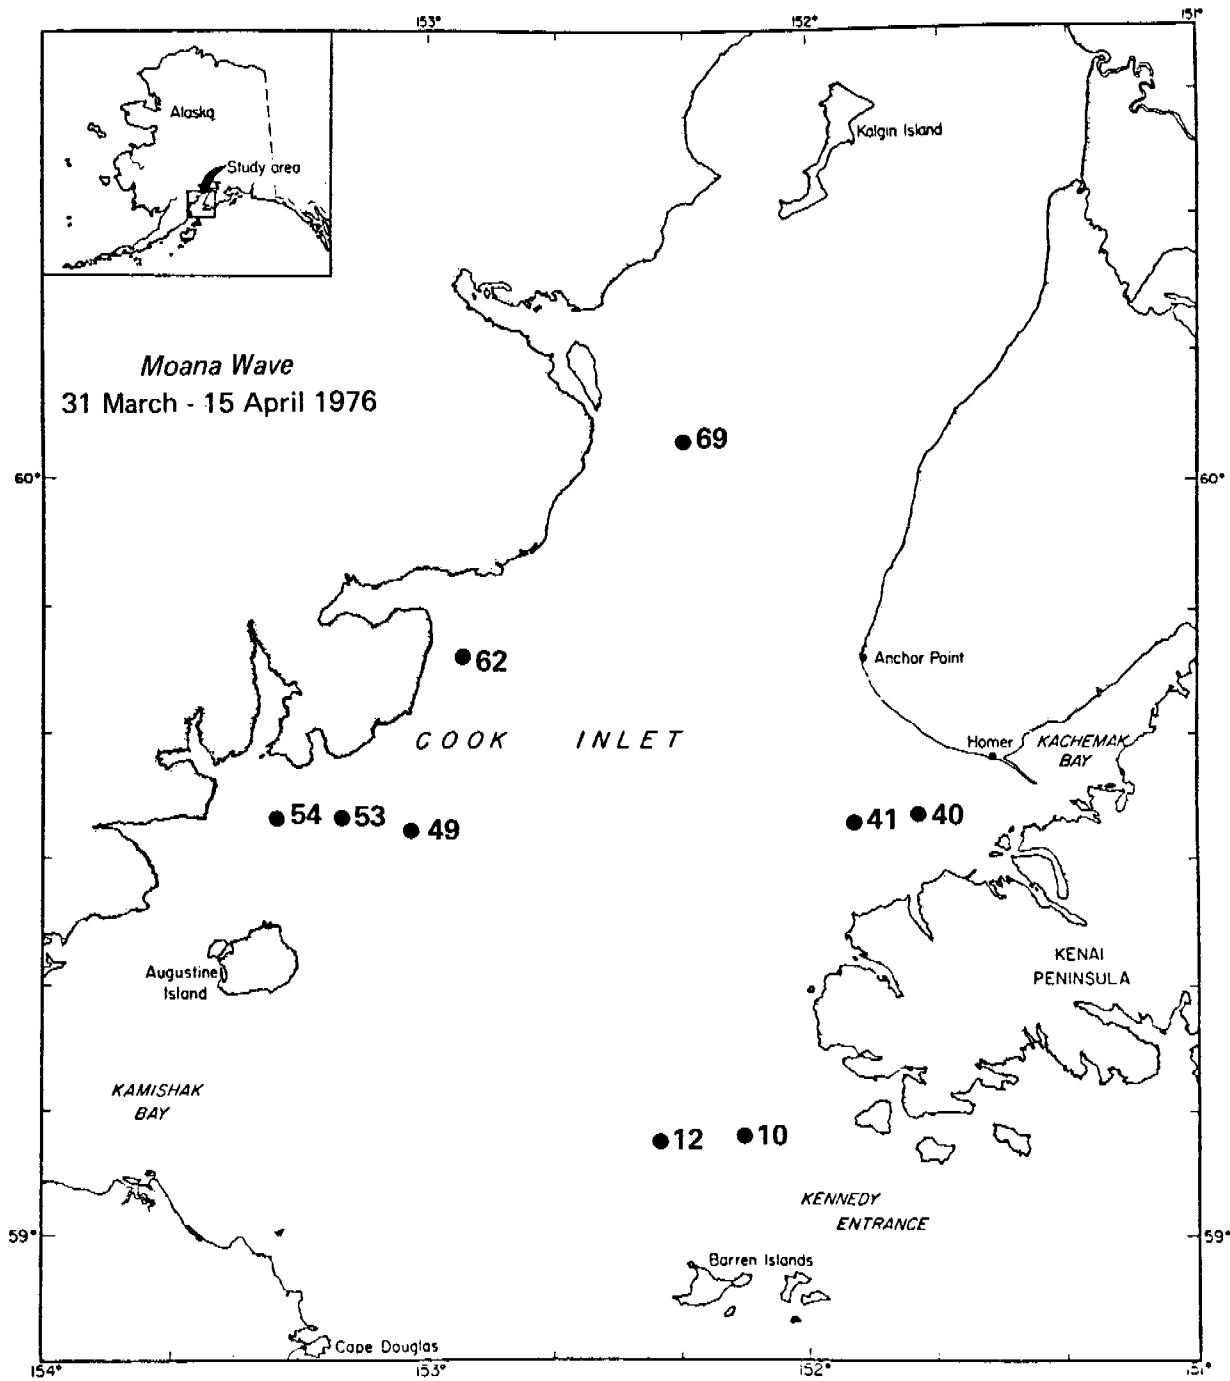 153° 152° 151°
Alaska
Study area
Kalgin Island
Moana Wave
31 March - 15 April 1976
69
60° 60°
62
Anchor Point
COOK INLET
Homer
KACHEMAK
BAY
54 53 49 41 40
KENAI
PENINSULA
Augustine
Island
KAMISHAK
BAY
12 10
KENNEDY
ENTRANCE
59° 59°
Barren Islands
Cape Douglas
154° 153° 152° 151°